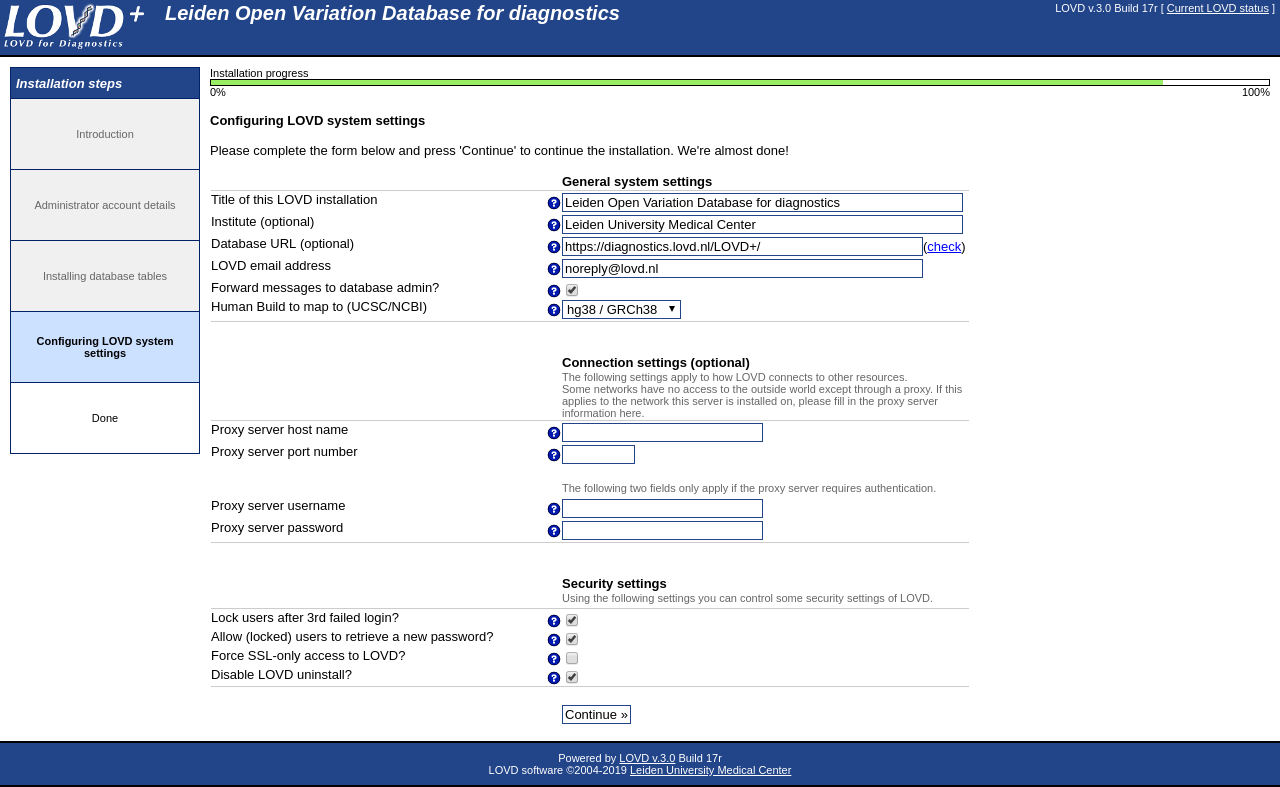 LOVD+
LOVD for Diagnostics
Leiden Open Variation Database for diagnostics
LOVD v.3.0 Build 17r [ Current LOVD status ]
Installation steps
Introduction
Administrator account details
Installing database tables
Configuring LOVD system
settings
Done
Installation progress
0% 100%
Configuring LOVD system settings
Please complete the form below and press 'Continue' to continue the installation. We're almost done!
General system settings
Title of this LOVD installation ? Leiden Open Variation Database for diagnostics
Institute (optional) ? Leiden University Medical Center
Database URL (optional) ? https://diagnostics.lovd.nl/LOVD+/ (check)
LOVD email address ? noreply@lovd.nl
Forward messages to database admin? ?
Human Build to map to (UCSC/NCBI) ? hg38 / GRCh38
Connection settings (optional)
The following settings apply to how LOVD connects to other resources.
Some networks have no access to the outside world except through a proxy. If this
applies to the network this server is installed on, please fill in the proxy server
information here.
Proxy server host name ?
Proxy server port number ?
The following two fields only apply if the proxy server requires authentication.
Proxy server username ?
Proxy server password ?
Security settings
Using the following settings you can control some security settings of LOVD.
Lock users after 3rd failed login? ?
Allow (locked) users to retrieve a new password? ?
Force SSL-only access to LOVD? ?
Disable LOVD uninstall? ?
Continue »
Powered by LOVD v.3.0 Build 17r
LOVD software ©2004-2019 Leiden University Medical Center